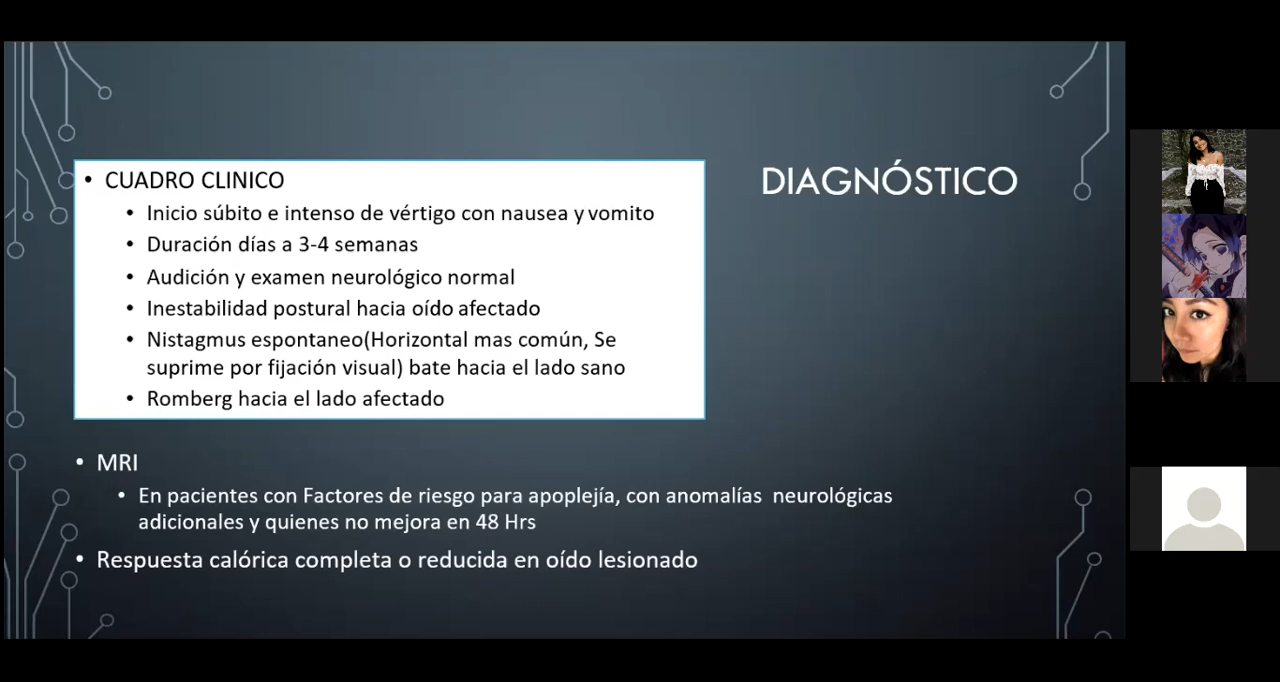 DIAGNÓSTICO
• CUADRO CLINICO
• Inicio súbito e intenso de vértigo con nausea y vomito
• Duración días a 3-4 semanas
• Audición y examen neurológico normal
• Inestabilidad postural hacia oído afectado
• Nistagmus espontaneo(Horizontal mas común, Se
suprime por fijación visual) bate hacia el lado sano
• Romberg hacia el lado afectado
• MRI
• En pacientes con Factores de riesgo para apoplejía, con anomalías neurológicas
adicionales y quienes no mejora en 48 Hrs
• Respuesta calórica completa o reducida en oído lesionado